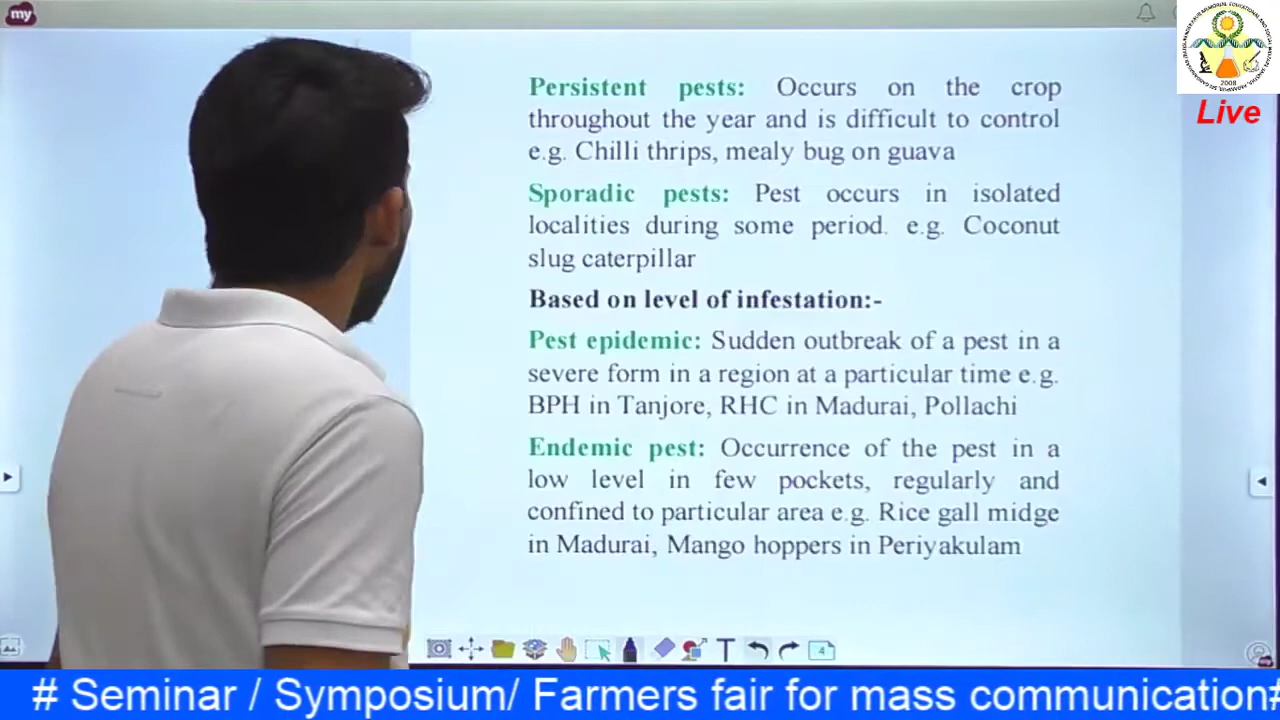 my
Persistent pests: Occurs on the crop
throughout the year and is difficult to control
e.g. Chilli thrips, mealy bug on guava
Sporadic pests: Pest occurs in isolated
localities during some period. e.g. Coconut
slug caterpillar
Based on level of infestation:-
Pest epidemic: Sudden outbreak of a pest in a
severe form in a region at a particular time e.g.
BPH in Tanjore, RHC in Madurai, Pollachi
Endemic pest: Occurrence of the pest in a
low level in few pockets, regularly and
confined to particular area e.g. Rice gall midge
in Madurai, Mango hoppers in Periyakulam
2008
Live
T
4
# Seminar / Symposium/ Farmers fair for mass communication#